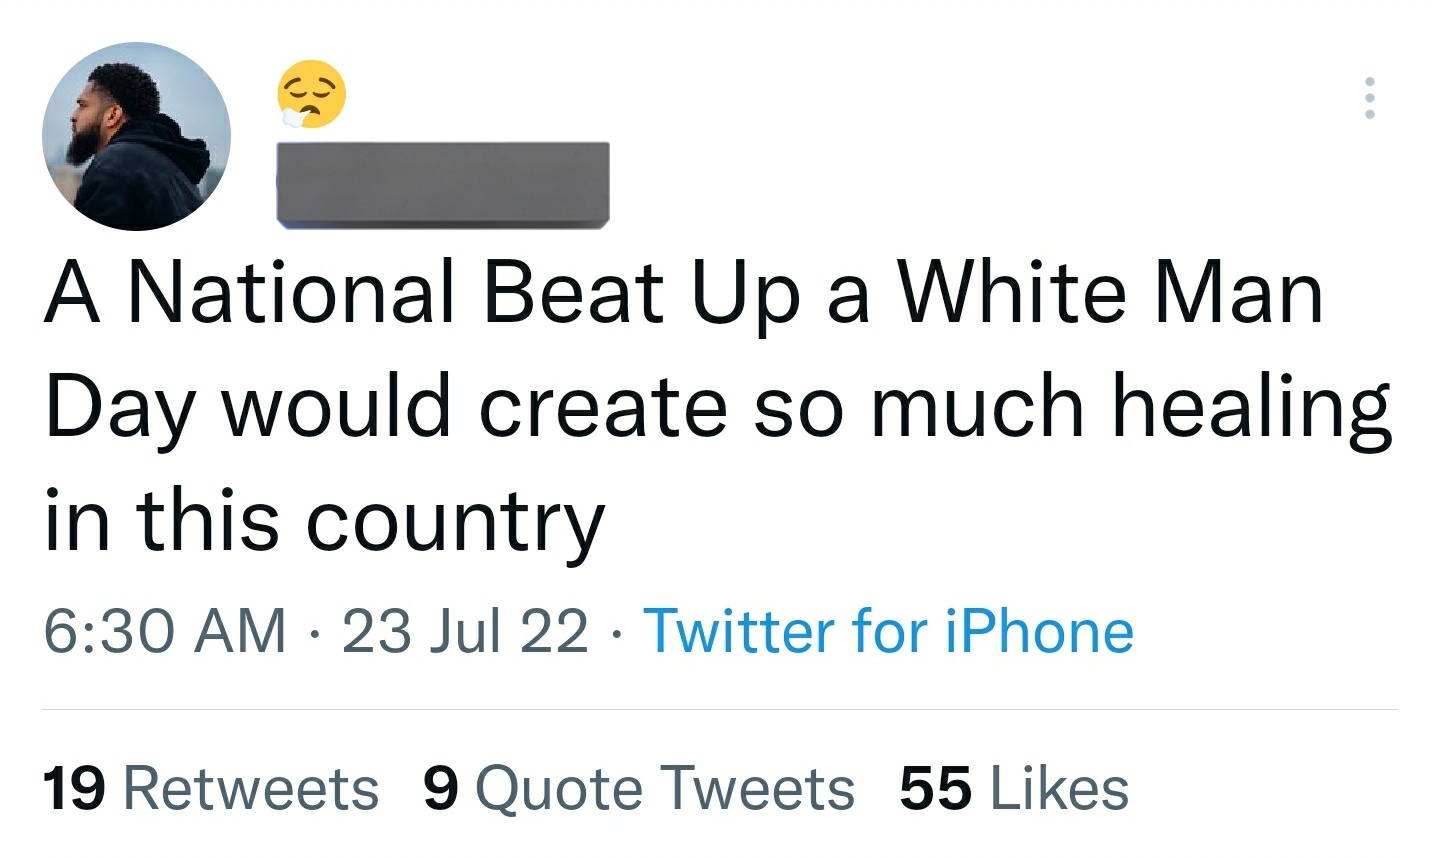 A National Beat Up a White Man
Day would create so much healing
in this country
6:30 AM · 23 Jul 22 · Twitter for iPhone
19 Retweets 9 Quote Tweets 55 Likes